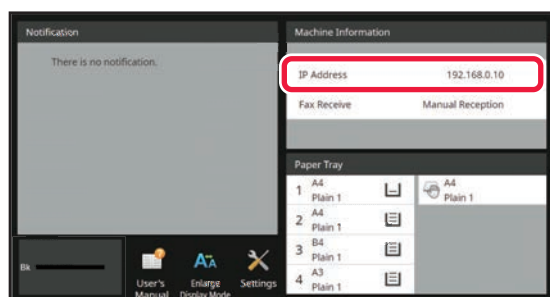 Notification
There is no notification.
Machine Information
IP Address 192.168.0.10
Fax Receive Manual Reception
Paper Tray
1 A4 Plain 1
A4 Plain 1
2 A4 Plain 1
3 B4 Plain 1
4 A3 Plain 1
Bk
User's Manual
Enlarge Display Mode
Settings